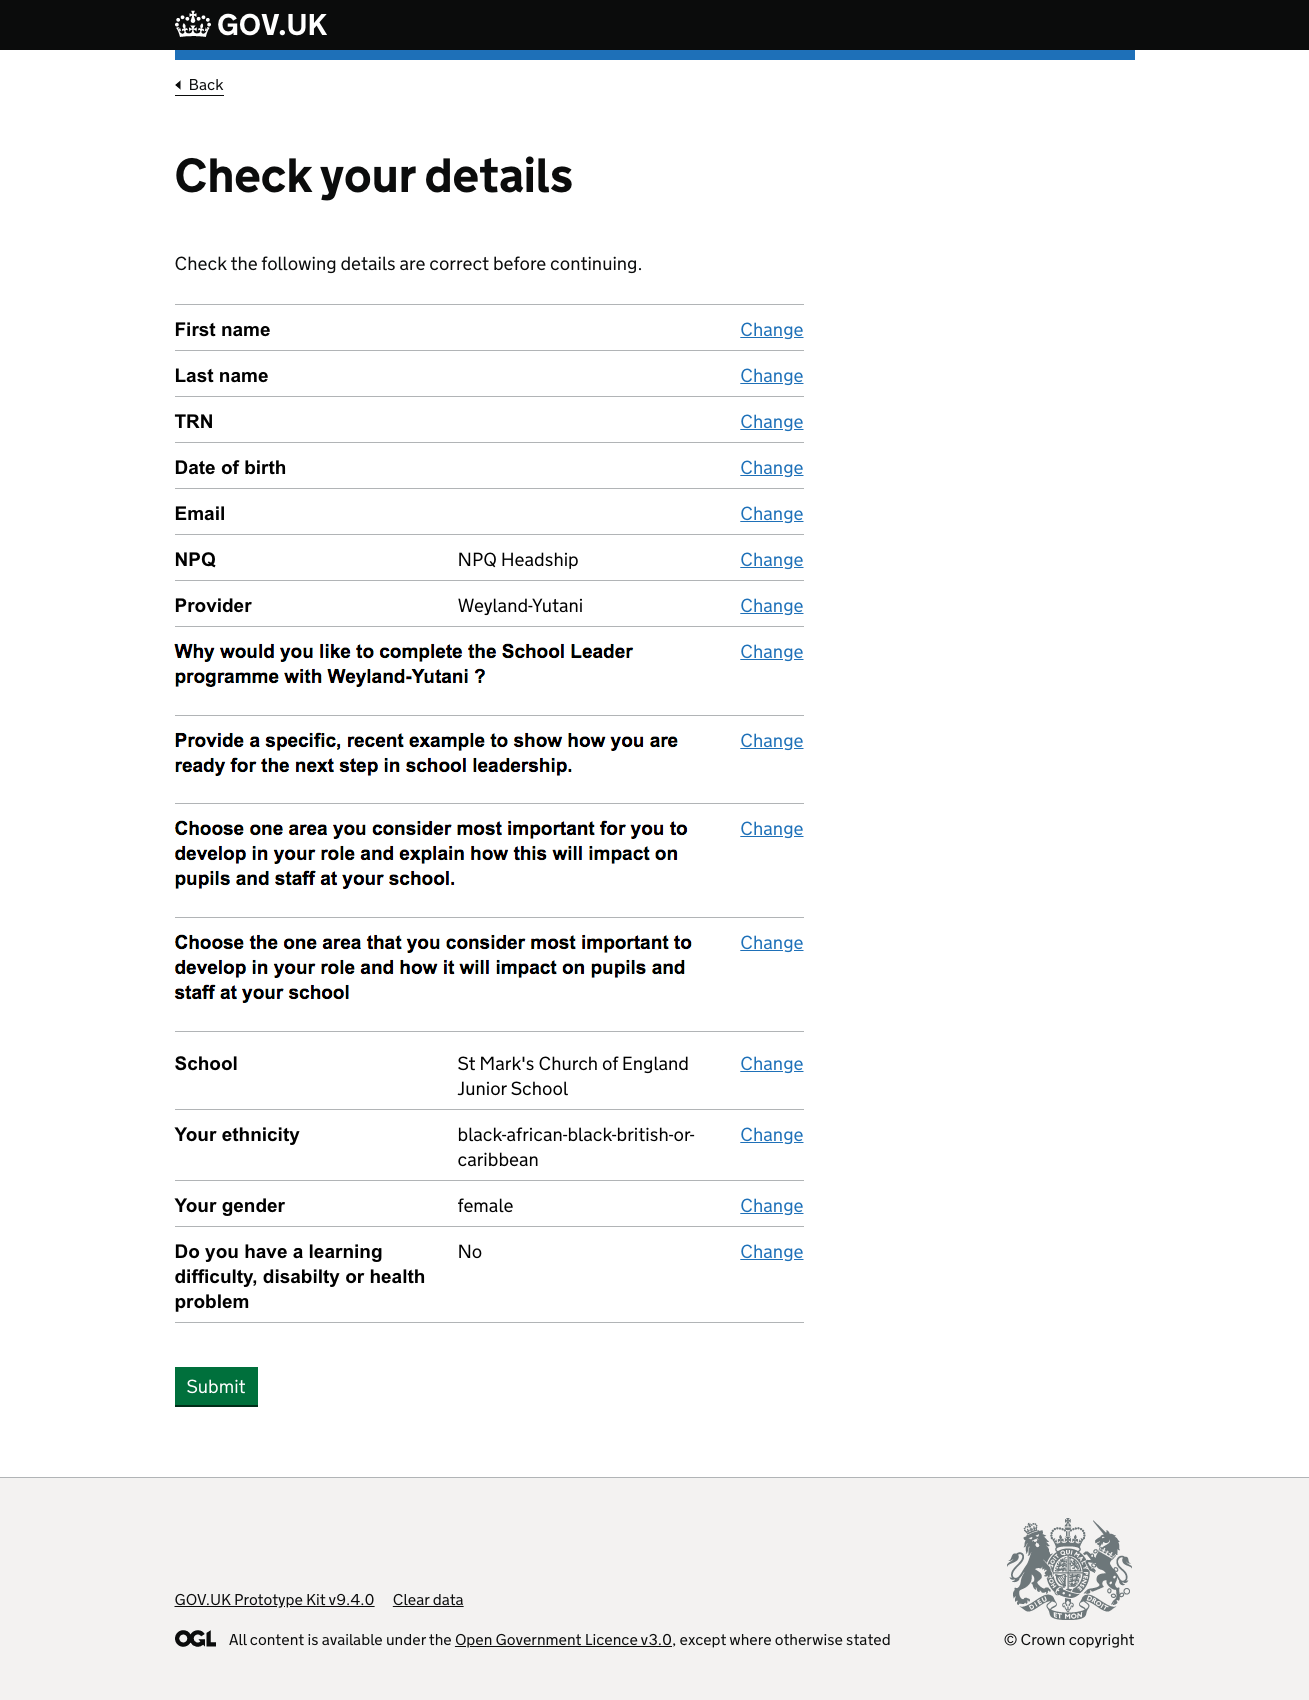 GOV.UK
Back
Check your details
Check the following details are correct before continuing.
First name Change
Last name Change
TRN Change
Date of birth Change
Email Change
NPQ NPQ Headship Change
Provider Weyland-Yutani Change
Why would you like to complete the School Leader Change
programme with Weyland-Yutani ?
Provide a specific, recent example to show how you are Change
ready for the next step in school leadership.
Choose one area you consider most important for you to Change
develop in your role and explain how this will impact on
pupils and staff at your school.
Choose the one area that you consider most important to Change
develop in your role and how it will impact on pupils and
staff at your school
School St Mark's Church of England Change
Junior School
Your ethnicity black-african-black-british-or- Change
caribbean
Your gender female Change
Do you have a learning No Change
difficulty, disabilty or health
problem
Submit
GOV.UK Prototype Kit v9.4.0 Clear data
DIEU ET MON DROIT
OGL All content is available under the Open Government Licence v3.0, except where otherwise stated © Crown copyright